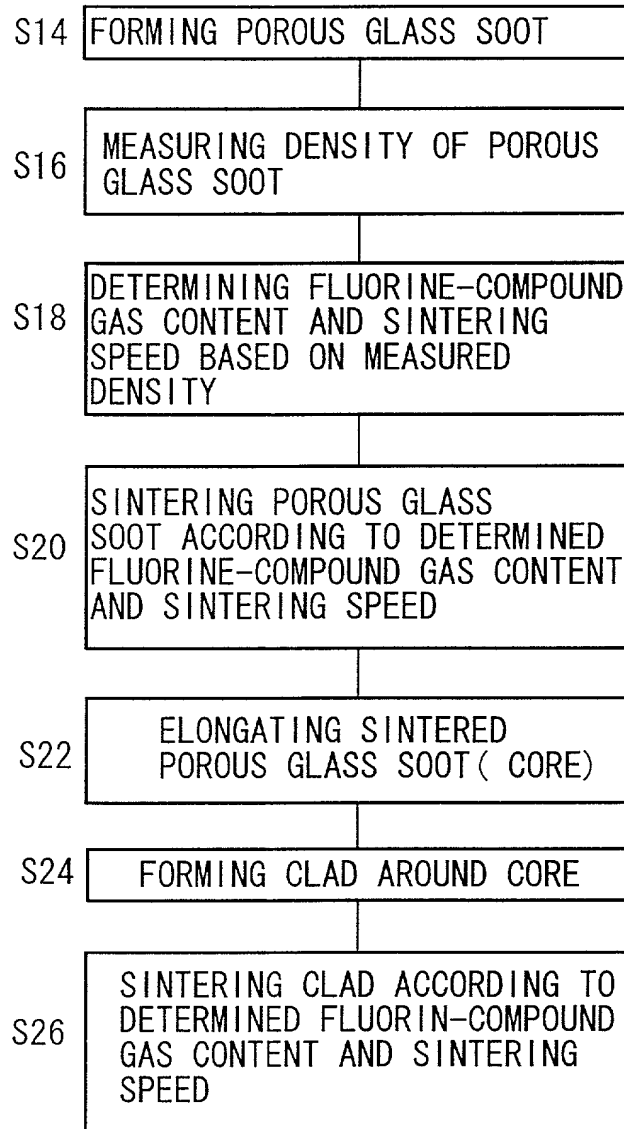 S14 FORMING POROUS GLASS SOOT
S16 MEASURING DENSITY OF POROUS
GLASS SOOT
S18 DETERMINING FLUORINE-COMPOUND
GAS CONTENT AND SINTERING
SPEED BASED ON MEASURED
DENSITY
S20 SINTERING POROUS GLASS
SOOT ACCORDING TO DETERMINED
FLUORINE-COMPOUND GAS CONTENT
AND SINTERING SPEED
S22 ELONGATING SINTERED
POROUS GLASS SOOT( CORE)
S24 FORMING CLAD AROUND CORE
S26 SINTERING CLAD ACCORDING TO
DETERMINED FLUORIN-COMPOUND
GAS CONTENT AND SINTERING
SPEED